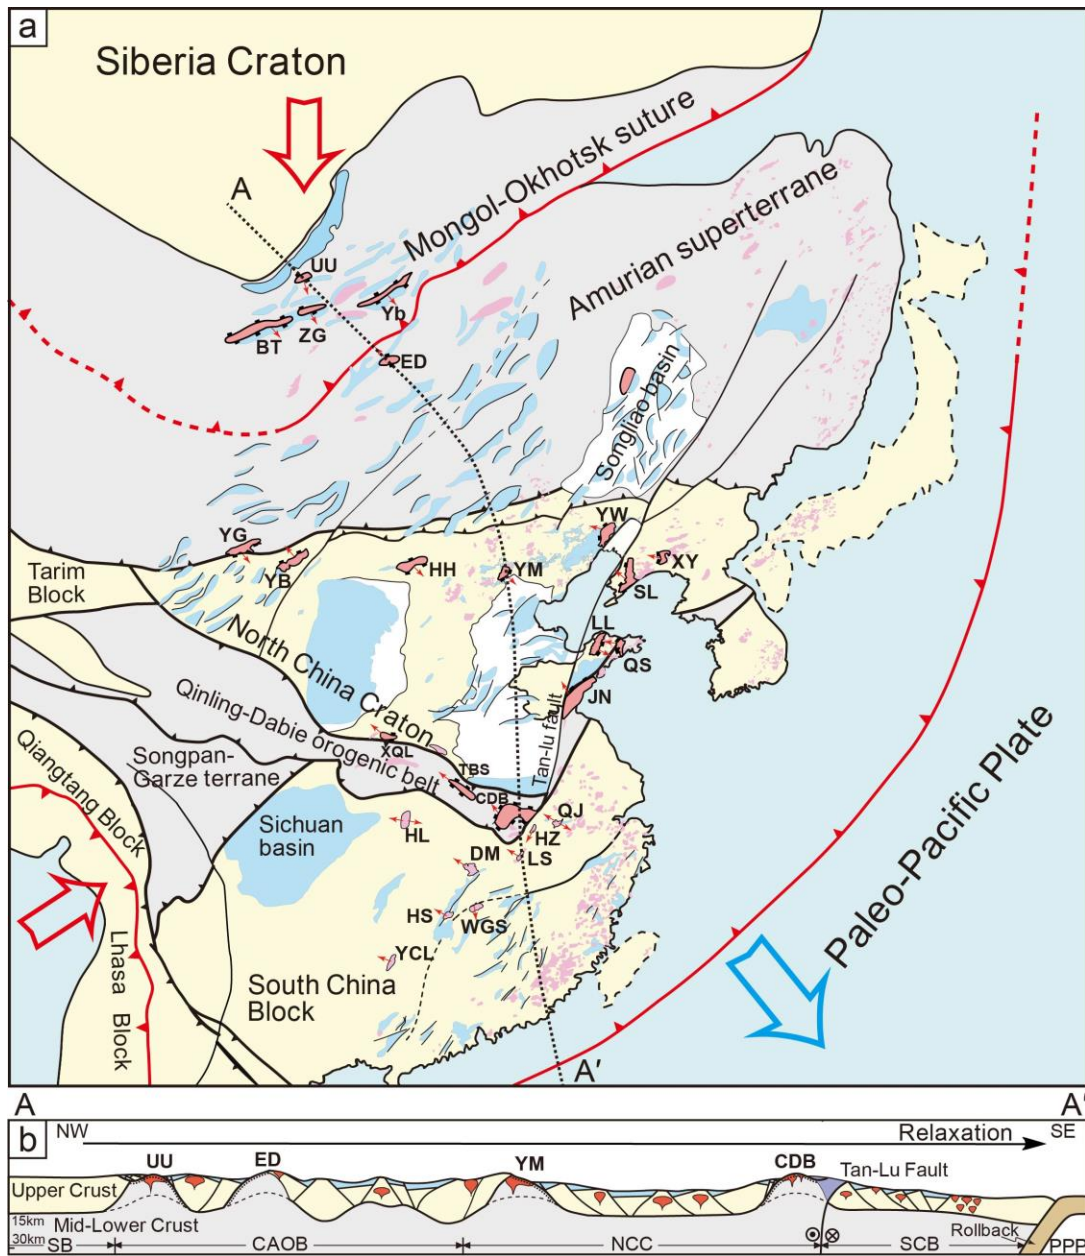 a
Siberia Craton
A
Mongol-Okhotsk suture
Amurian superterrane
UU
Yb
ZG
BT
ED
Songliao basin
YG
YB
HH
YM
YW
XY
SL
Tarim
Block
LL
QS
JN
North China Craton
Qinling-Dabie orogenic belt
Tan-lu fault
XQL
Songpan-
Garze terrane
TBS
CDB
Qiangtang Block
Sichuan
basin
HL
QJ
HZ
LS
DM
HS
WGS
YCL
Lhasa Block
South China
Block
Paleo-Pacific Plate
A'
A
A'
b
NW
Relaxation
SE
UU
ED
YM
CDB
Tan-Lu Fault
Upper Crust
15km
Mid-Lower Crust
30km
Rollback
SB
CAOB
NCC
SCB
PPP